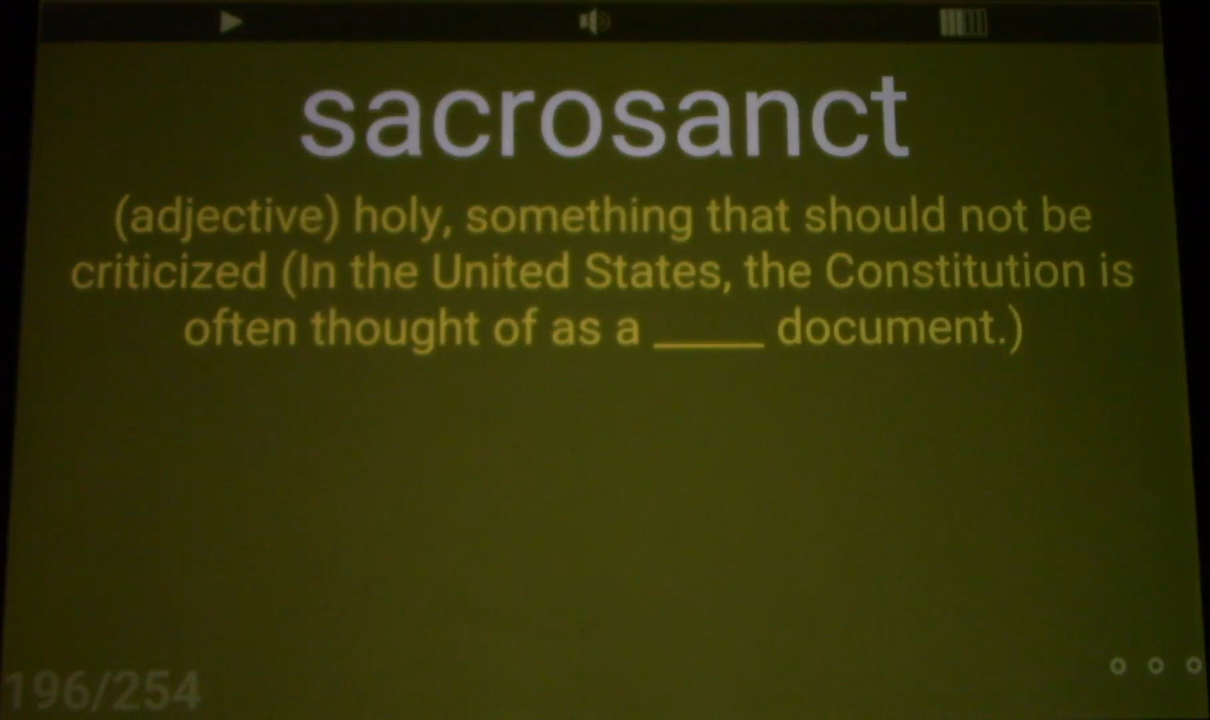 sacrosanct
(adjective) holy, something that should not be
criticized (In the United States, the Constitution is
often thought of as a _____ document.)
196/254